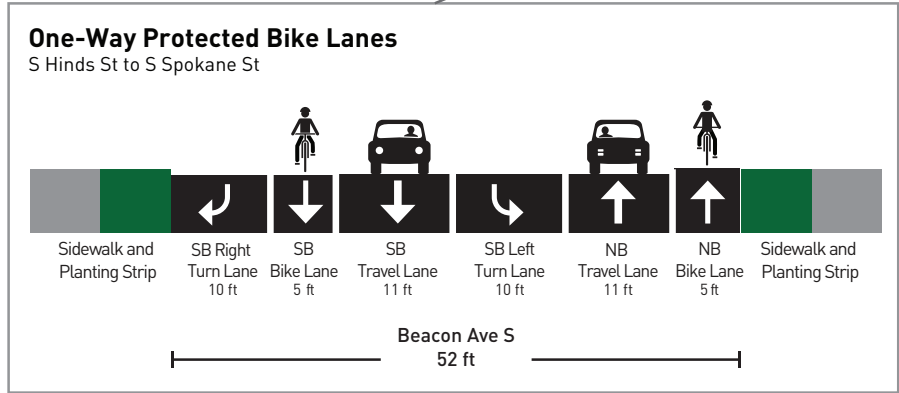 One-Way Protected Bike Lanes
S Hinds St to S Spokane St
Sidewalk and
Planting Strip
SB Right
Turn Lane
10 ft
SB
Bike Lane
5 ft
SB
Travel Lane
11 ft
SB Left
Turn Lane
10 ft
NB
Travel Lane
11 ft
NB
Bike Lane
5 ft
Sidewalk and
Planting Strip
Beacon Ave S
52 ft